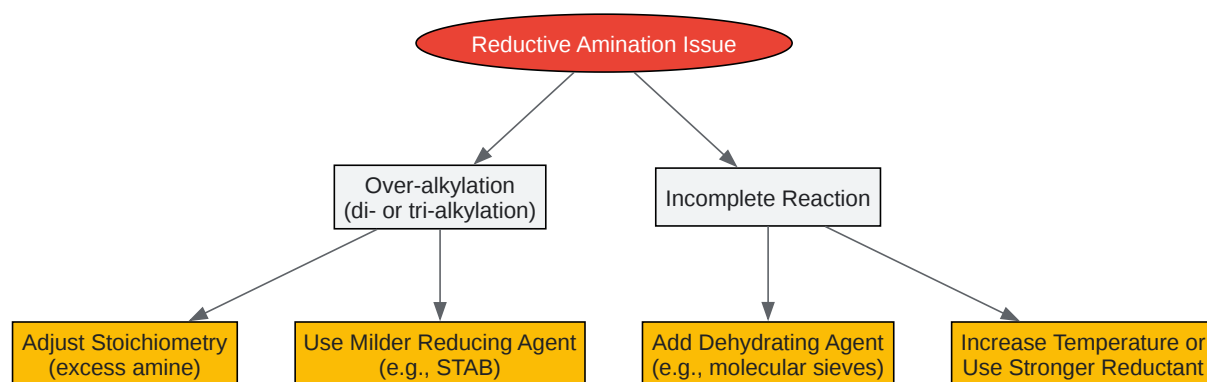 Reductive Amination Issue
Over-alkylation
(di- or tri-alkylation)
Incomplete Reaction
Adjust Stoichiometry
(excess amine)
Use Milder Reducing Agent
(e.g., STAB)
Add Dehydrating Agent
(e.g., molecular sieves)
Increase Temperature or
Use Stronger Reductant